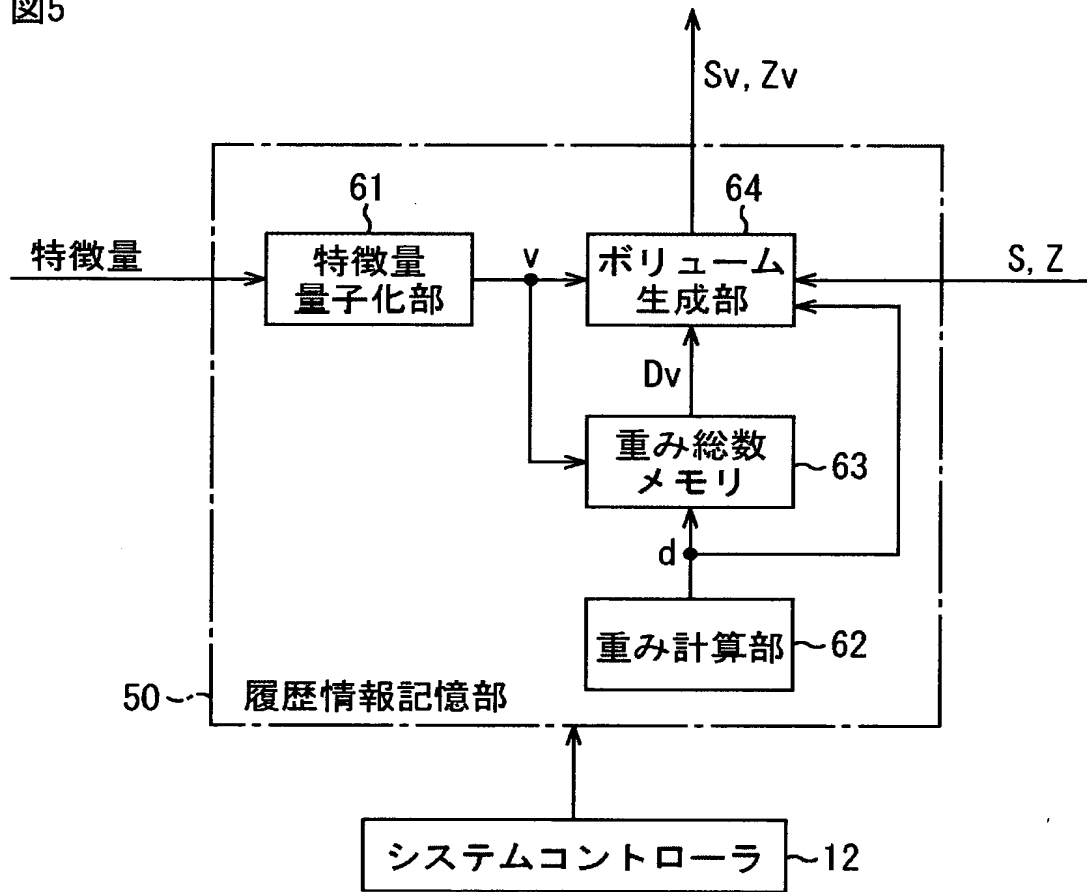 図5
Sv, Zv
61
64
特徴量
特徴量
量子化部
v
ボリューム
生成部
S, Z
Dv
重み総数
メモリ
63
d
重み計算部
62
50
履歴情報記憶部
システムコントローラ
12